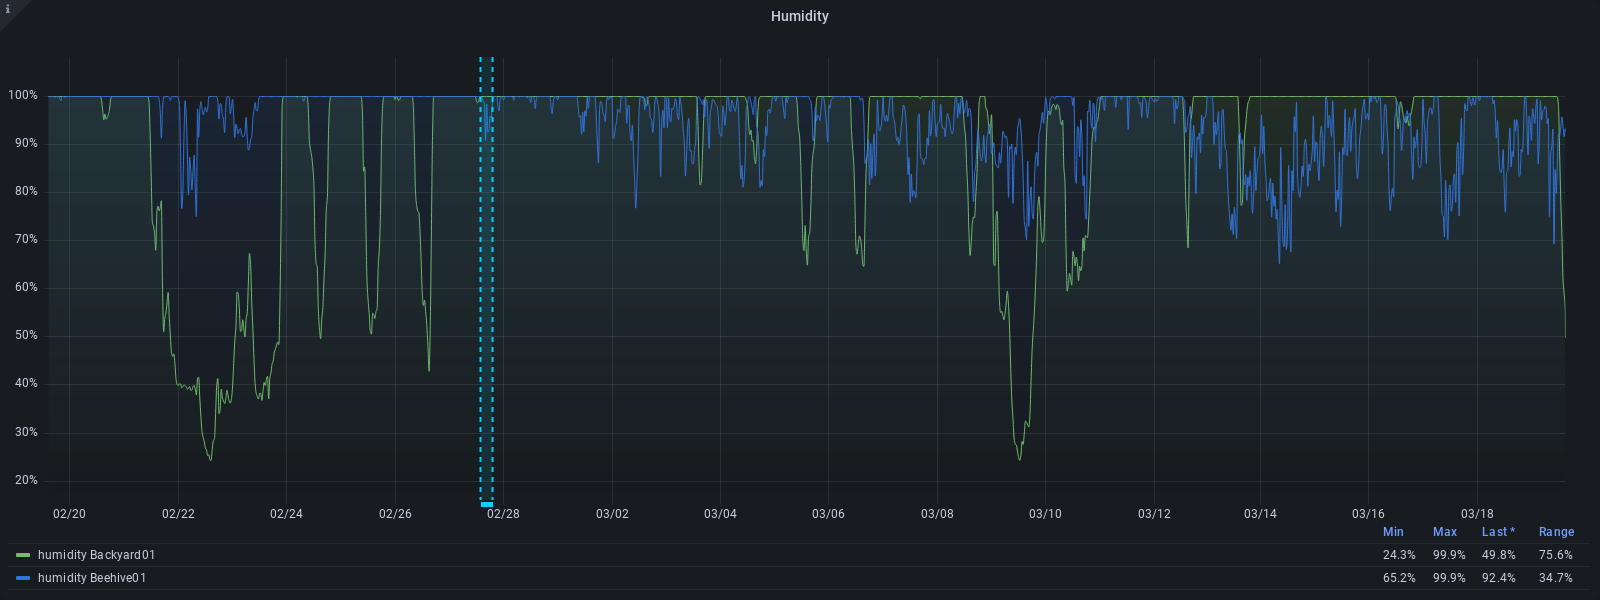 i
Humidity
100%
90%
80%
70%
60%
50%
40%
30%
20%
02/20 02/22 02/24 02/26 02/28 03/02 03/04 03/06 03/08 03/10 03/12 03/14 03/16 03/18
Min Max Last * Range
humidity Backyard01 24.3% 99.9% 49.8% 75.6%
humidity Beehive01 65.2% 99.9% 92.4% 34.7%